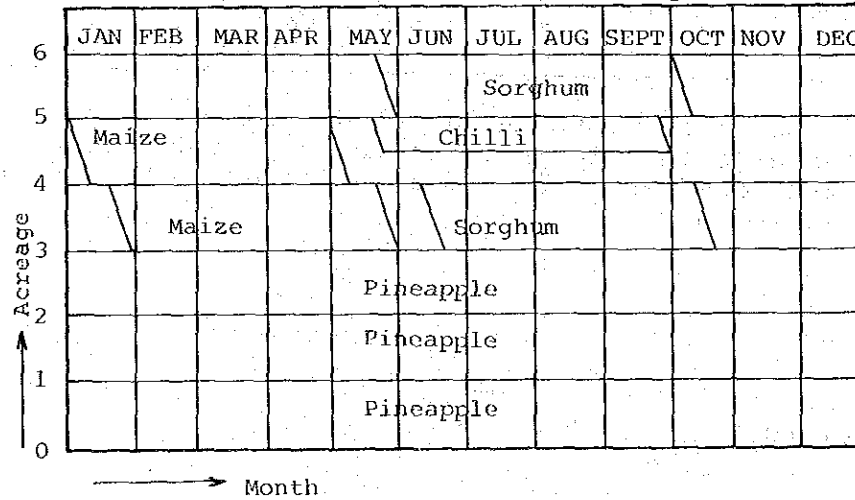 JAN FEB MAR APR MAY JUN JUL AUG SEPT OCT NOV DEC
6
Sorghum
5
Maize Chilli
4
Maize Sorghum
3
Pineapple
2
Pineapple
1
Pineapple
0
Acreage
Month